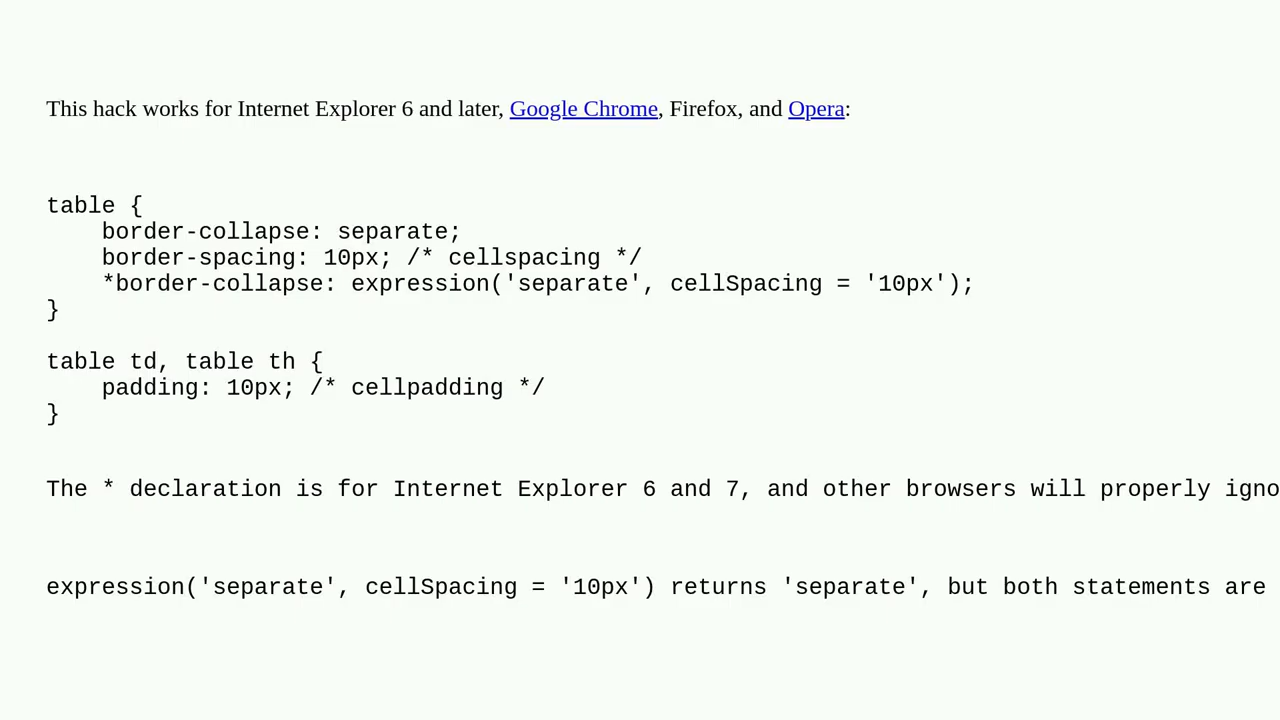 This hack works for Internet Explorer 6 and later, Google Chrome, Firefox, and Opera:
table {
    border-collapse: separate;
    border-spacing: 10px; /* cellspacing */
    *border-collapse: expression('separate', cellSpacing = '10px');
}
table td, table th {
    padding: 10px; /* cellpadding */
}
The * declaration is for Internet Explorer 6 and 7, and other browsers will properly igno
expression('separate', cellSpacing = '10px') returns 'separate', but both statements are